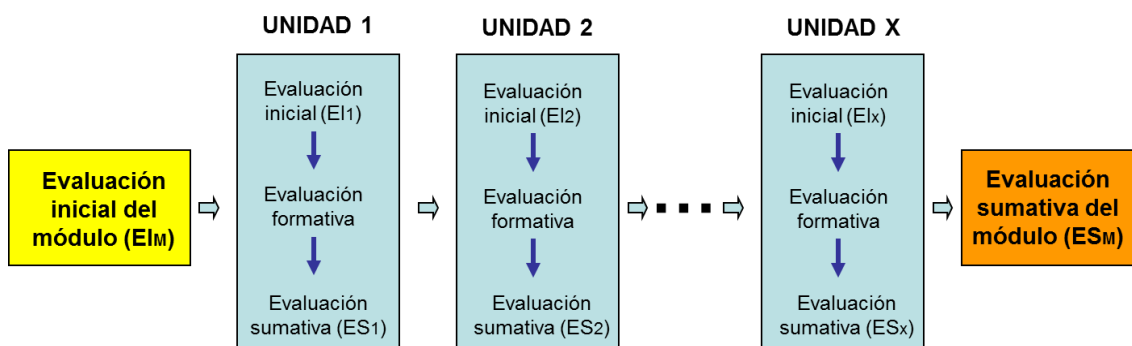 UNIDAD 1
UNIDAD 2
UNIDAD X
Evaluación
inicial del
módulo (EIM)
Evaluación
inicial (EI1)
Evaluación
formativa
Evaluación
sumativa (ES1)
Evaluación
inicial (EI2)
Evaluación
formativa
Evaluación
sumativa (ES2)
Evaluación
inicial (EIx)
Evaluación
formativa
Evaluación
sumativa (ESx)
Evaluación
sumativa del
módulo (ESM)